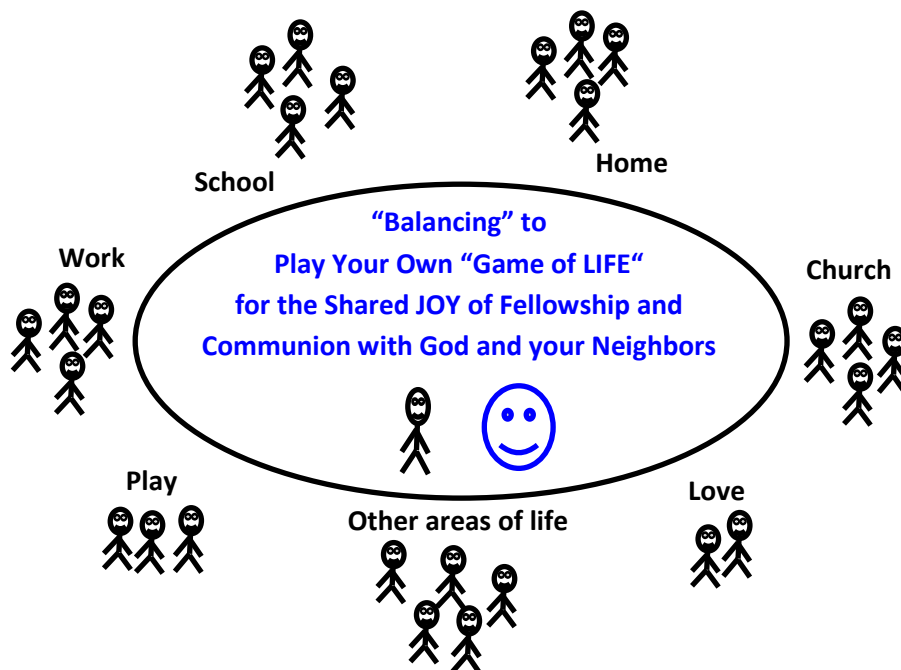 School
Home
“Balancing” to
Play Your Own “Game of LIFE“
for the Shared JOY of Fellowship and
Communion with God and your Neighbors
Work
Church
Play
Other areas of life
Love